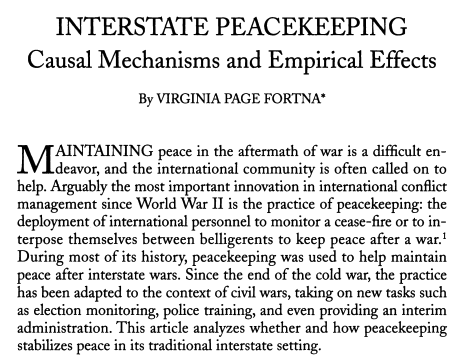 INTERSTATE PEACEKEEPING
Causal Mechanisms and Empirical Effects
By VIRGINIA PAGE FORTNA*
MAINTAINING peace in the aftermath of war is a difficult en-
deavor, and the international community is often called on to
help. Arguably the most important innovation in international conflict
management since World War II is the practice of peacekeeping: the
deployment of international personnel to monitor a cease-fire or to in-
terpose themselves between belligerents to keep peace after a war.¹
During most of its history, peacekeeping was used to help maintain
peace after interstate wars. Since the end of the cold war, the practice
has been adapted to the context of civil wars, taking on new tasks such
as election monitoring, police training, and even providing an interim
administration. This article analyzes whether and how peacekeeping
stabilizes peace in its traditional interstate setting.